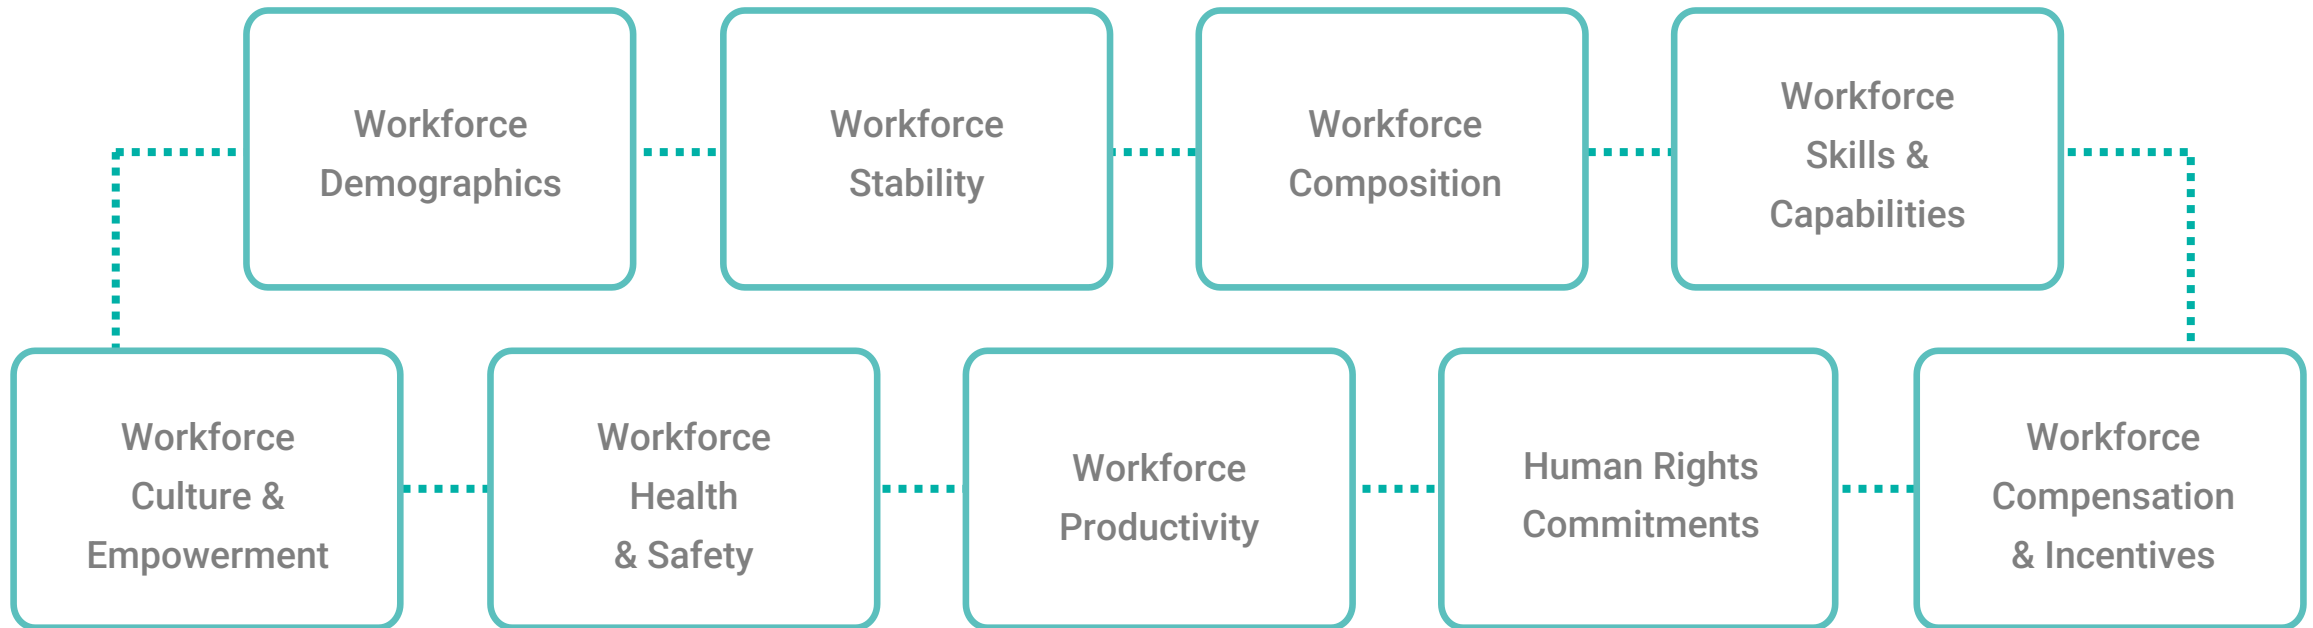 Workforce
Demographics
Workforce
Stability
Workforce
Composition
Workforce
Skills &
Capabilities
Workforce
Culture &
Empowerment
Workforce
Health
& Safety
Workforce
Productivity
Human Rights
Commitments
Workforce
Compensation
& Incentives